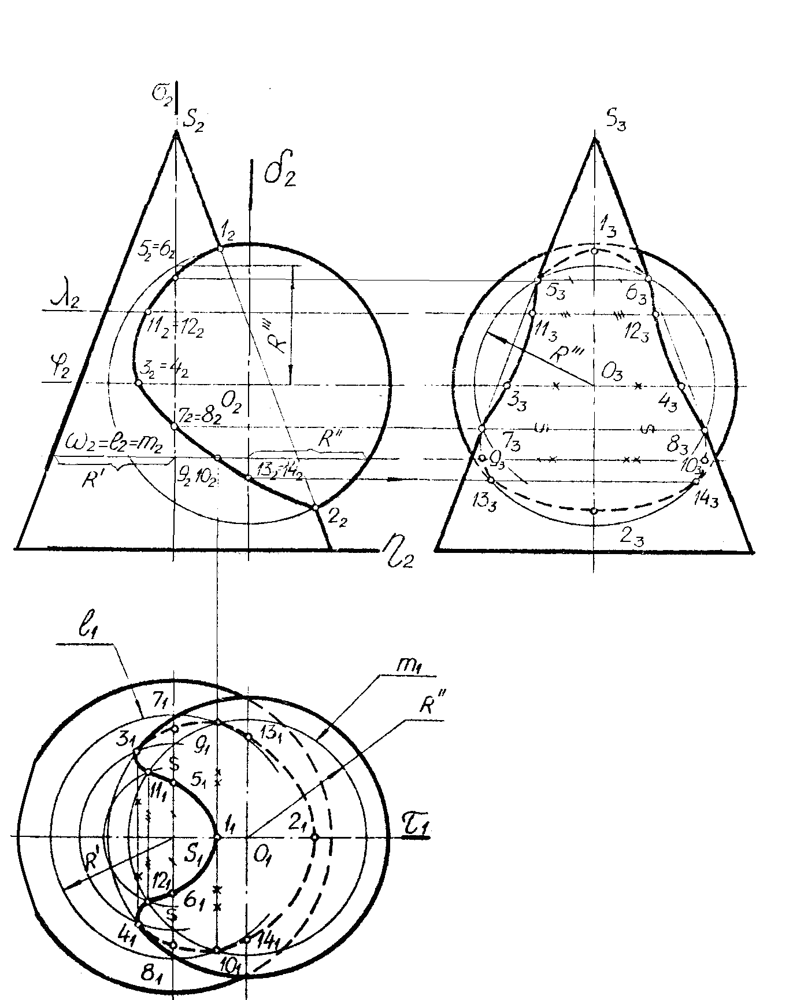 σ₂
S₂
S₃
δ₂
1₂
1₃
5₂=6₂
λ₂
5₃
6₃
11₂=12₂
R'''
11₃
12₃
R'''
φ₂
3₂=4₂
O₃
O₂
3₃
4₃
7₂=8₂
ω₂=ℓ₂=m₂
R''
7₃
8₃
R'
9₂ 10₂
13₂=14₂
9₃
10₃
13₃
14₃
2₂
2₃
η₂
ℓ₁
m₁
R''
7₁
3₁
9₁
13₁
S
11₁
5₁
1₁
2₁
τ₁
R'
S₁
O₁
12₁
6₁
S
4₁
14₁
8₁
10₁